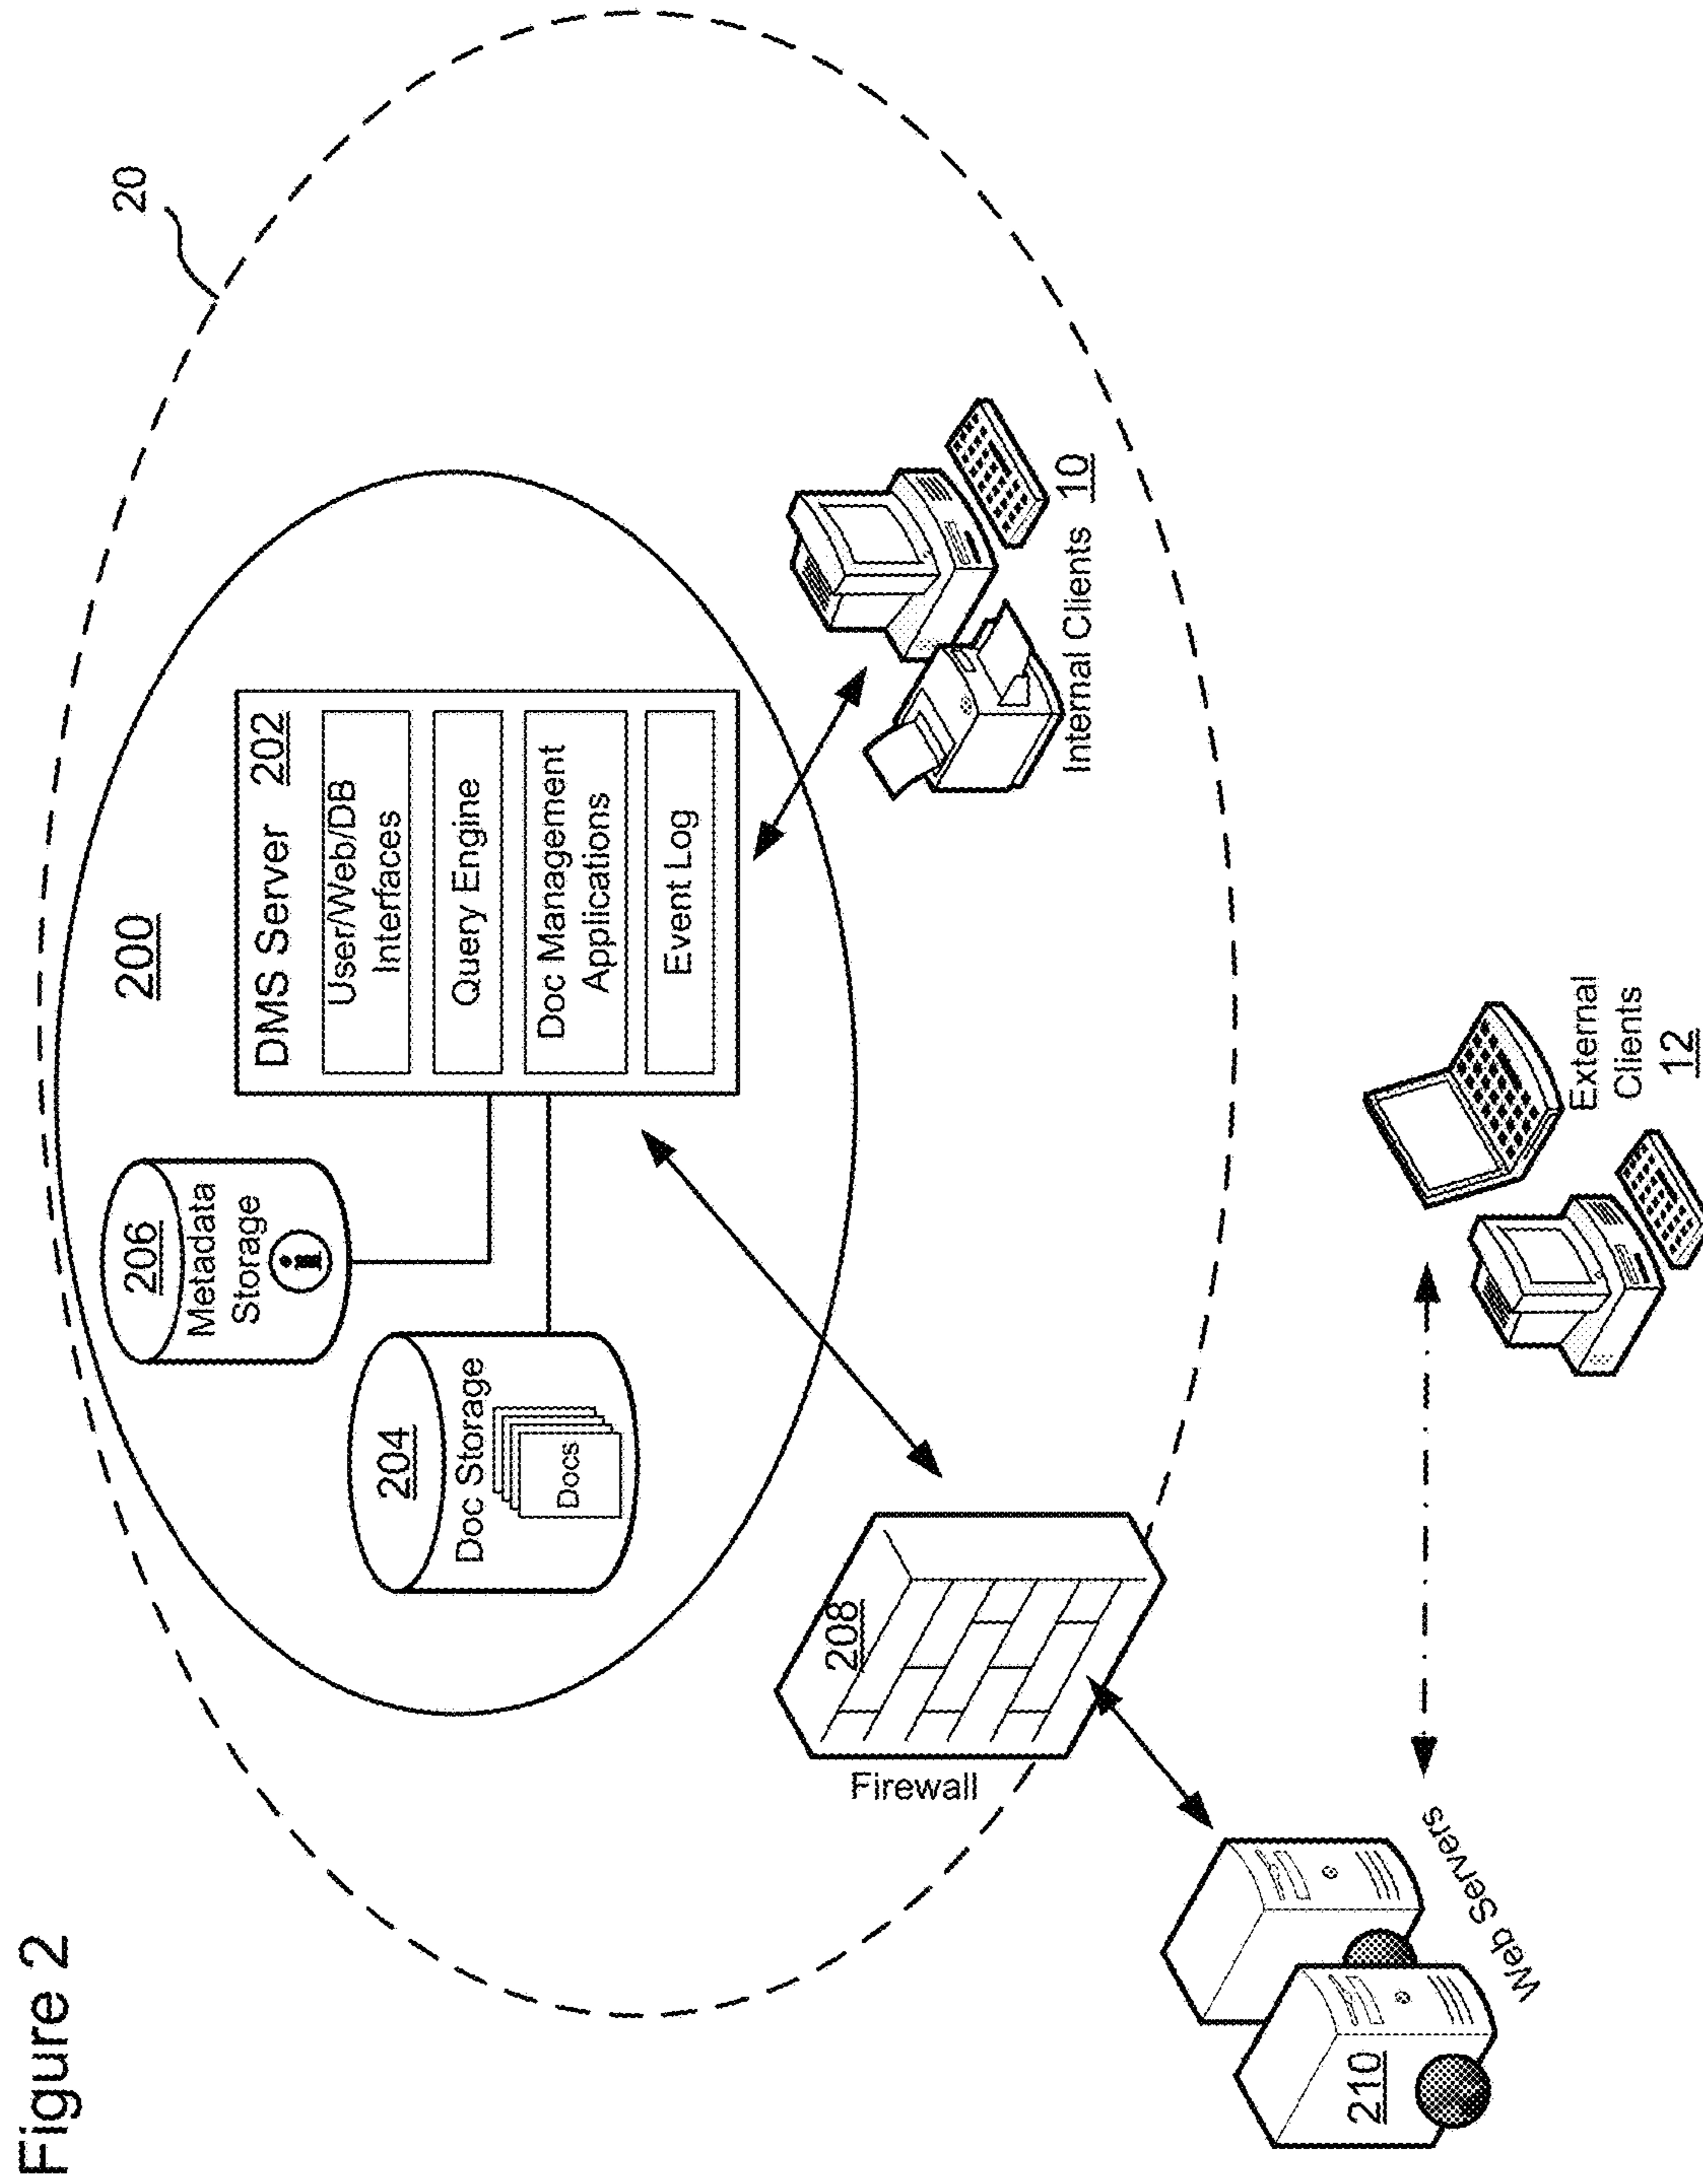 Figure 2
20
200
206
Metadata
Storage
i
204
Doc Storage
Docs
DMS Server 202
User/Web/DB
Interfaces
Query Engine
Doc Management
Applications
Event Log
208
Firewall
Internal Clients 10
210
Web Servers
External
Clients
12